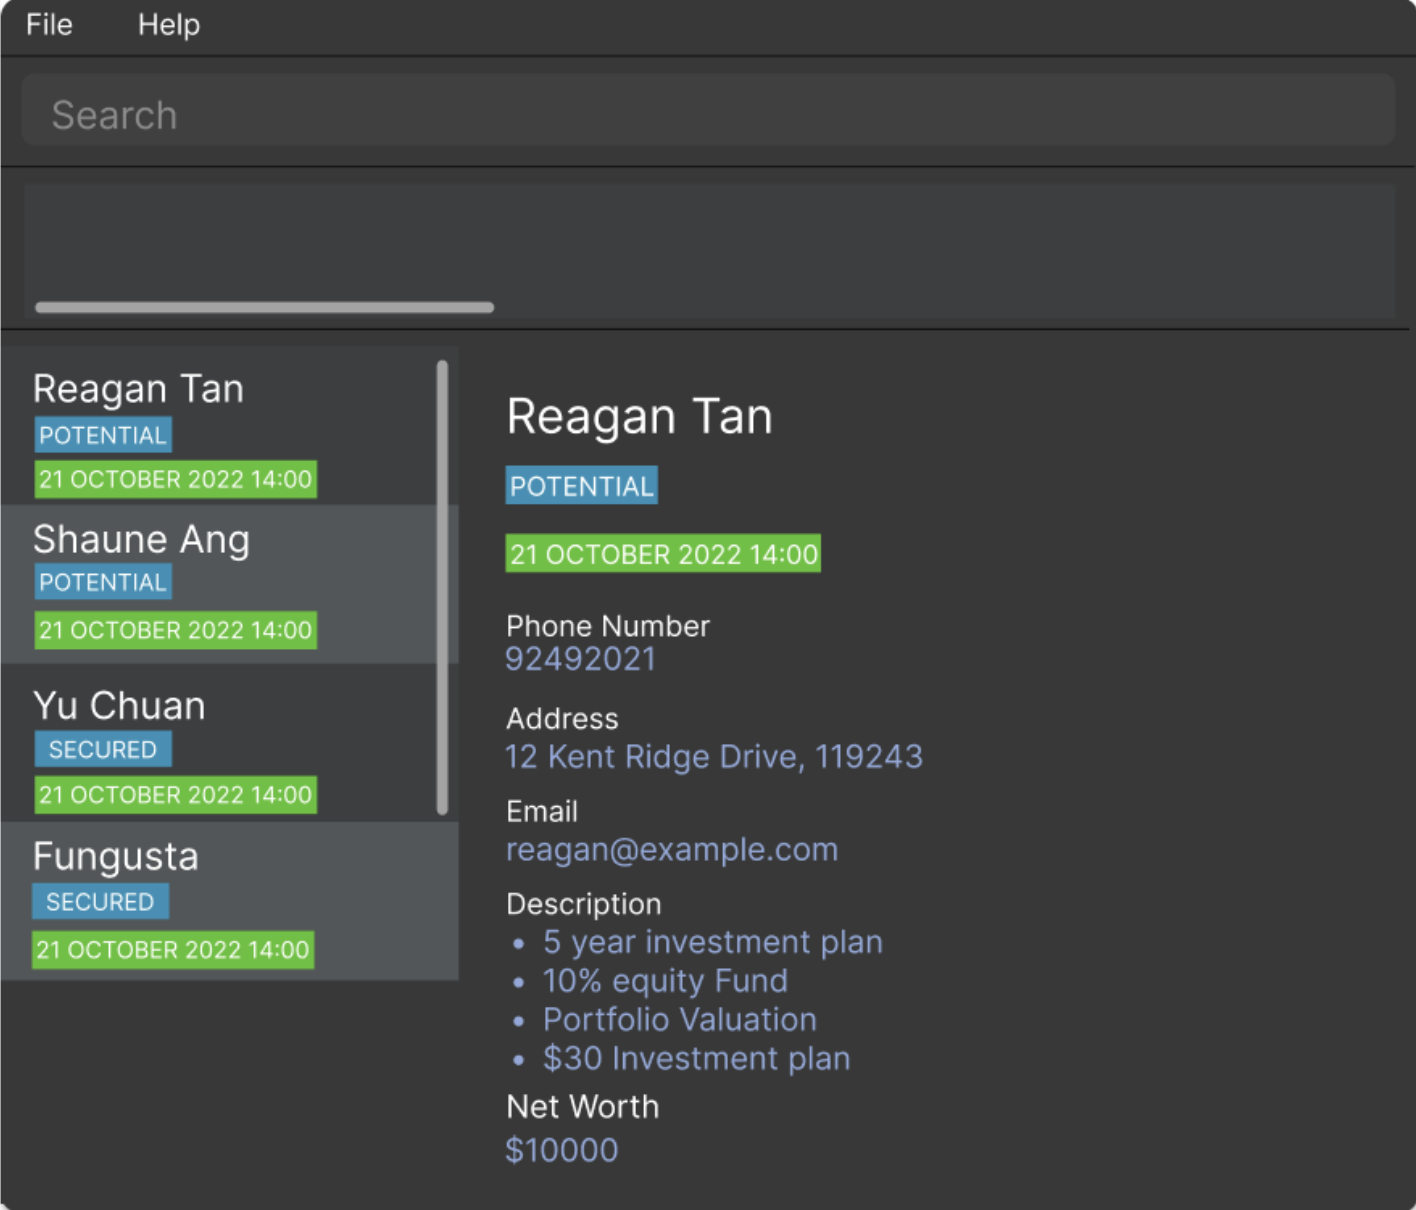 File Help
Search
Reagan Tan
POTENTIAL
21 OCTOBER 2022 14:00
Shaune Ang
POTENTIAL
21 OCTOBER 2022 14:00
Yu Chuan
SECURED
21 OCTOBER 2022 14:00
Fungusta
SECURED
21 OCTOBER 2022 14:00
Reagan Tan
POTENTIAL
21 OCTOBER 2022 14:00
Phone Number
92492021
Address
12 Kent Ridge Drive, 119243
Email
reagan@example.com
Description
• 5 year investment plan
• 10% equity Fund
• Portfolio Valuation
• $30 Investment plan
Net Worth
$10000